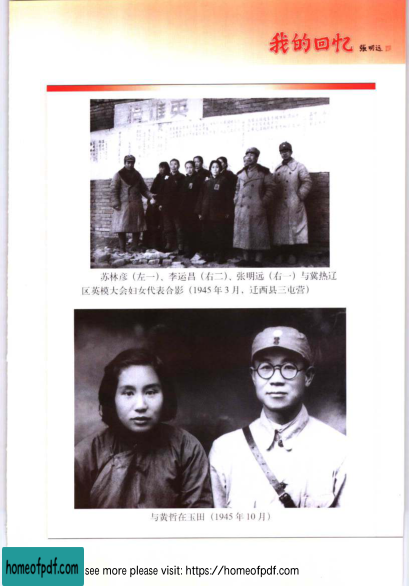 我的回忆 张明远
苏林彦(左一)、李运昌(右二)、张明远(右一)与冀热辽
区英模大会妇女代表合影(1945年3月,迁西县三屯营)
与黄哲在玉田(1945年10月)
homeofpdf.com
see more please visit: https://homeofpdf.com